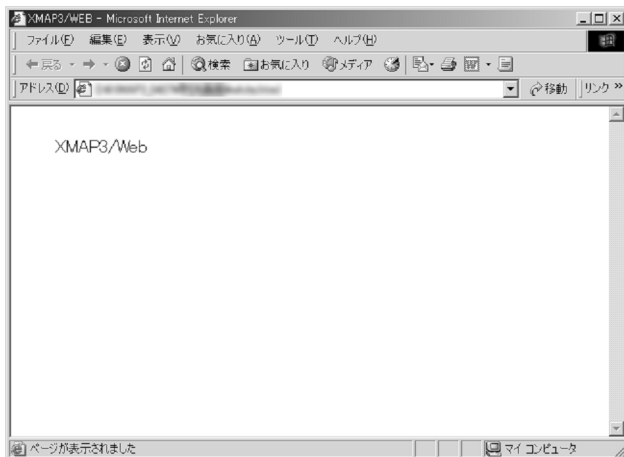 XMAP3/WEB - Microsoft Internet Explorer
ファイル(F) 編集(E) 表示(V) お気に入り(A) ツール(T) ヘルプ(H)
戻る 検索 お気に入り メディア
アドレス(D) 移動 リンク »
XMAP3/Web
ページが表示されました マイ コンピュータ